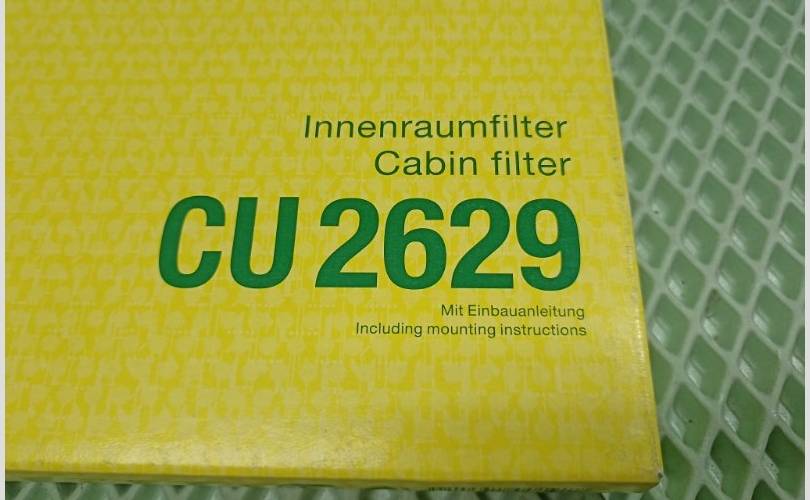 Innenraumfilter
Cabin filter
CU 2629
Mit Einbauanleitung
Including mounting instructions